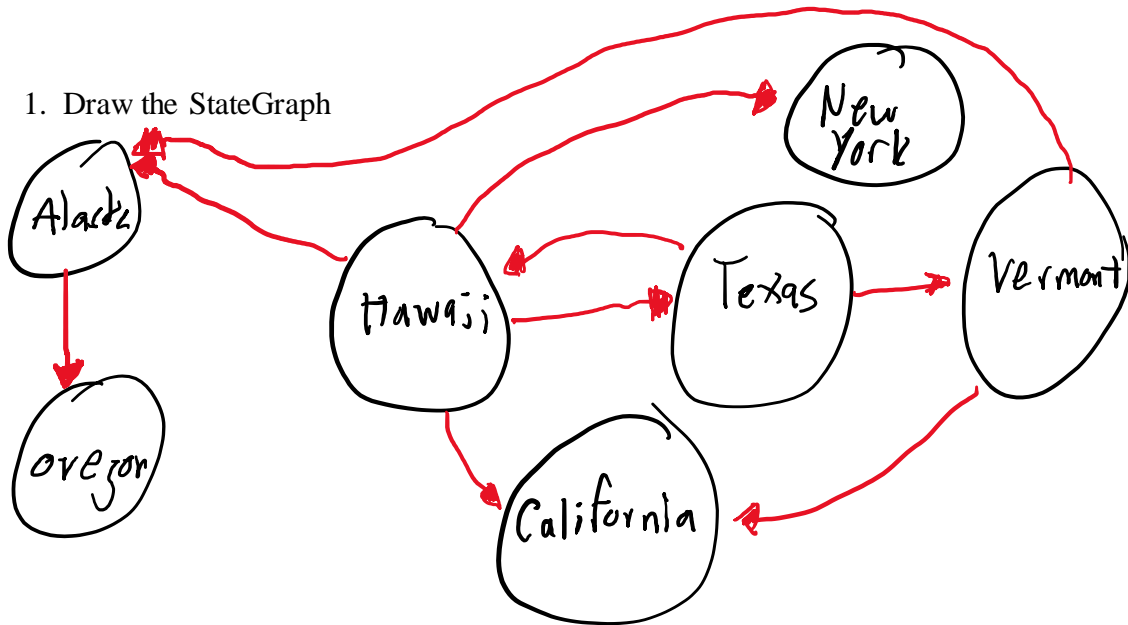 1. Draw the StateGraph
New
York
Alaska
Hawaii
Texas
Vermont
oregon
California